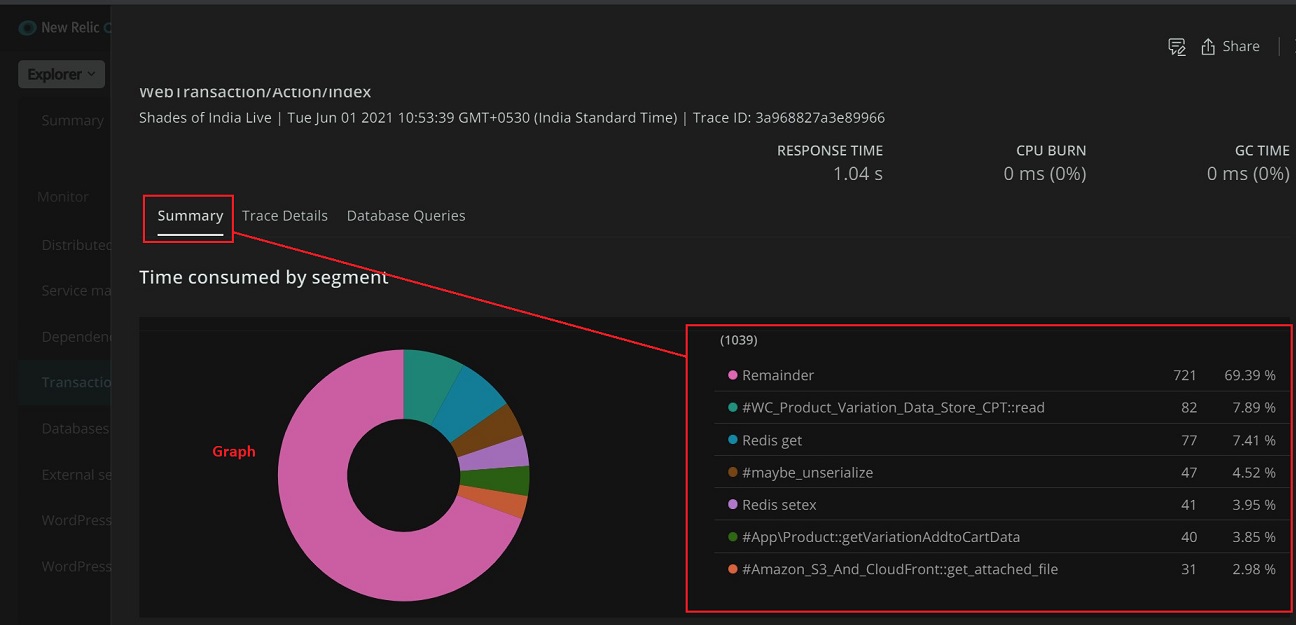 New Relic
Share
Explorer
WebTransaction/Action/Index
Summary
Shades of India Live | Tue Jun 01 2021 10:53:39 GMT+0530 (India Standard Time) | Trace ID: 3a968827a3e89966
RESPONSE TIME CPU BURN GC TIME
1.04 s 0 ms (0%) 0 ms (0%)
Monitor
Summary Trace Details Database Queries
Distributed
Service ma
Time consumed by segment
Dependen
(1039)
Remainder 721 69.39 %
Transactio
#WC_Product_Variation_Data_Store_CPT::read 82 7.89 %
Databases
Redis get 77 7.41 %
Graph
#maybe_unserialize 47 4.52 %
External se
Redis setex 41 3.95 %
WordPress
#App\Product::getVariationAddtoCartData 40 3.85 %
WordPress
#Amazon_S3_And_CloudFront::get_attached_file 31 2.98 %